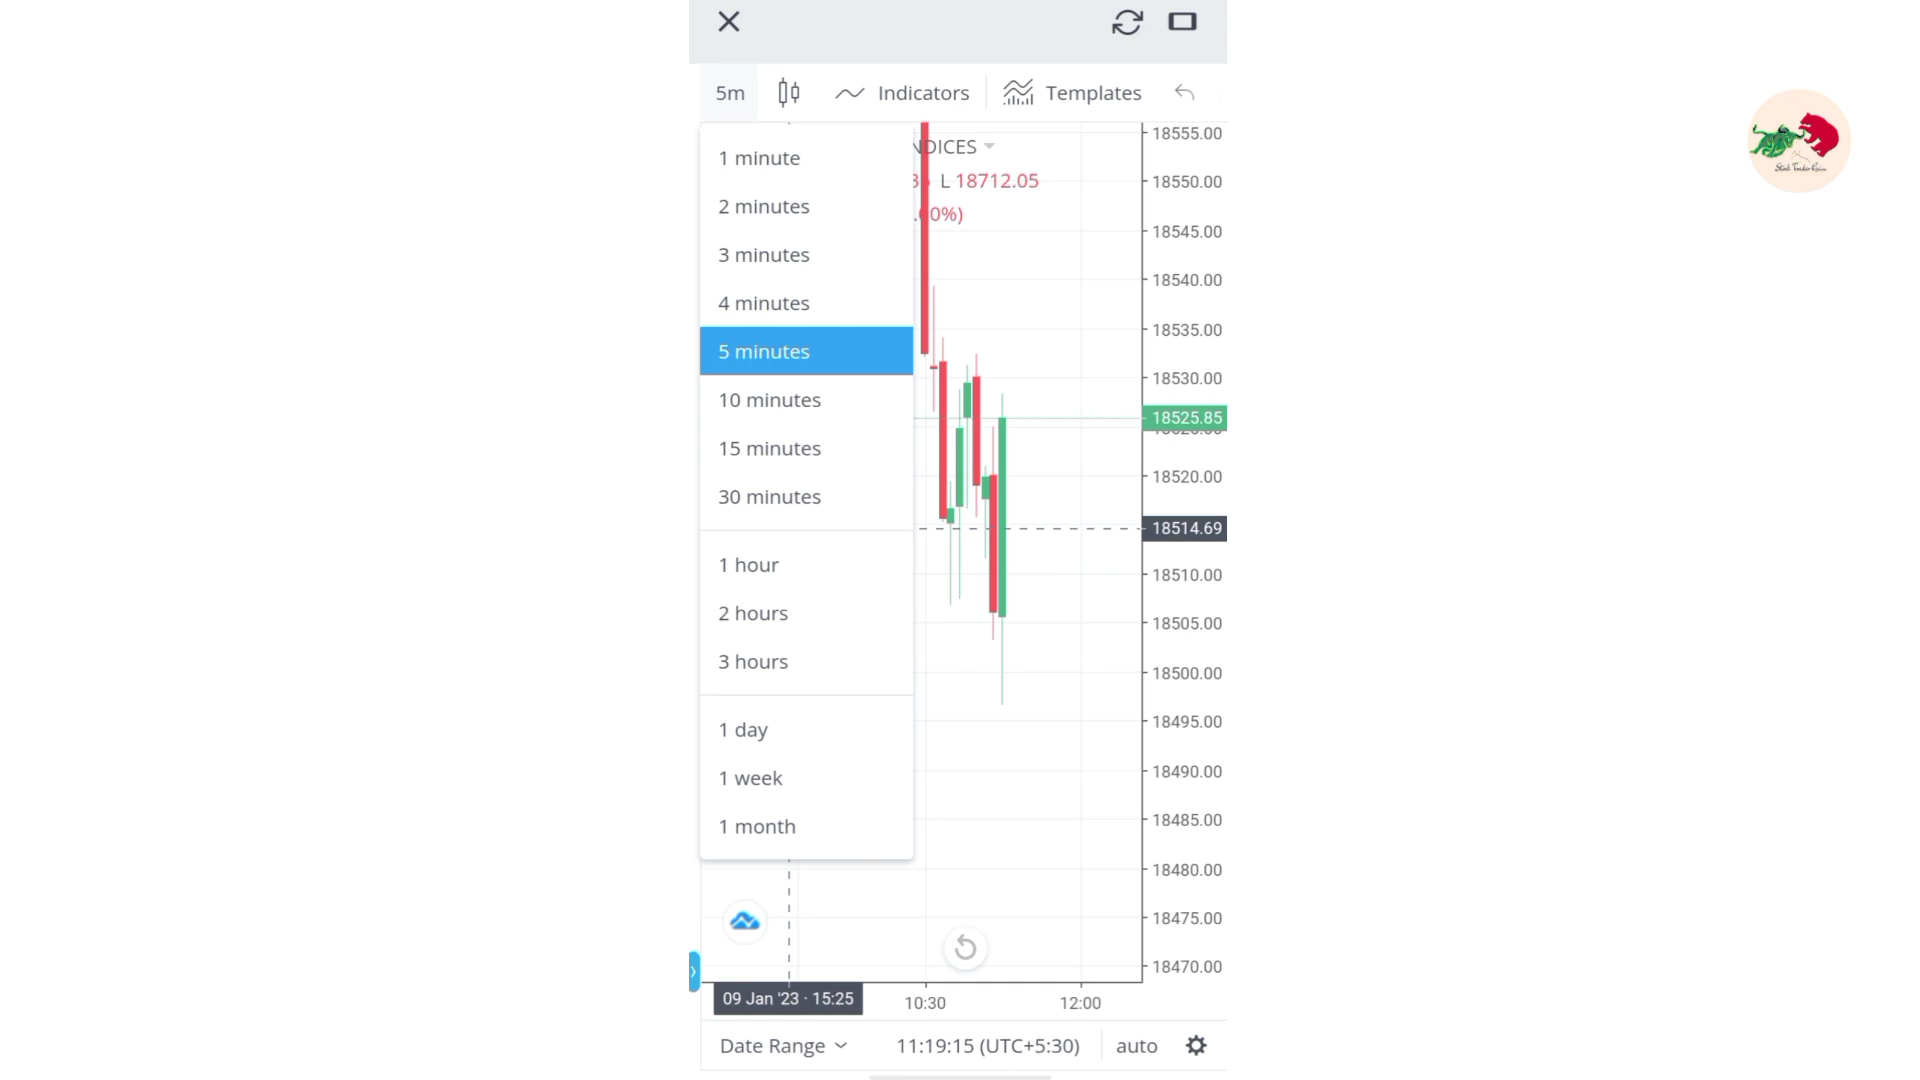 5m Indicators Templates
1 minute
2 minutes
3 minutes
4 minutes
5 minutes
10 minutes
15 minutes
30 minutes
1 hour
2 hours
3 hours
1 day
1 week
1 month
NDICES
L 18712.05
00%)
18555.00
18550.00
18545.00
18540.00
18535.00
18530.00
18525.85
18520.00
18514.69
18510.00
18505.00
18500.00
18495.00
18490.00
18485.00
18480.00
18475.00
18470.00
09 Jan '23 · 15:25 10:30 12:00
Date Range 11:19:15 (UTC+5:30) auto